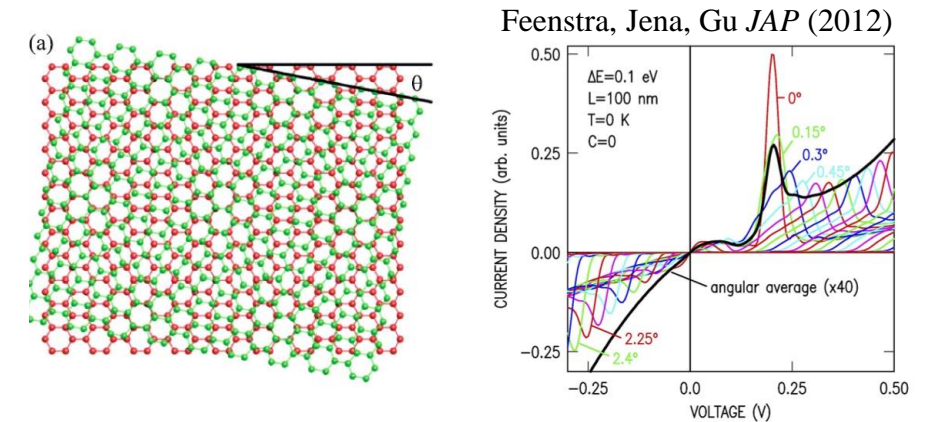 Feenstra, Jena, Gu JAP (2012)
(a)
θ
0.50
0.25
0.00
−0.25
CURRENT DENSITY (arb. units)
ΔE=0.1 eV
L=100 nm
T=0 K
C=0
0°
0.15°
0.3°
0.45°
angular average (x40)
2.25°
2.4°
−0.25
0.0
0.25
0.50
VOLTAGE (V)